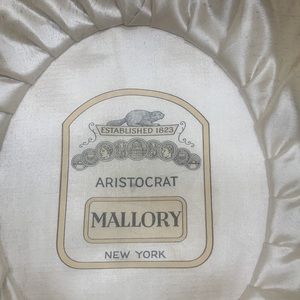 ESTABLISHED 1823
ARISTOCRAT
MALLORY
NEW YORK